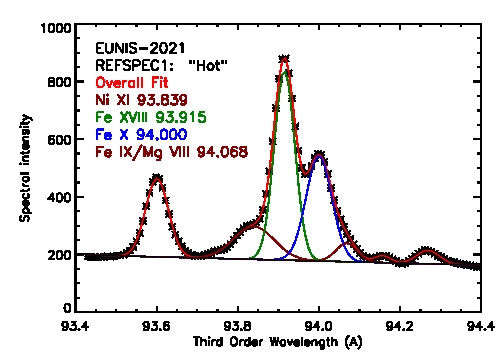 EUNIS-2021
REFSPEC1: "Hot"
Overall Fit
Ni XI 93.839
Fe XVIII 93.915
Fe X 94.000
Fe IX/Mg VIII 94.068
Spectral intensity
1000
800
600
400
200
0
93.4 93.6 93.8 94.0 94.2 94.4
Third Order Wavelength (A)